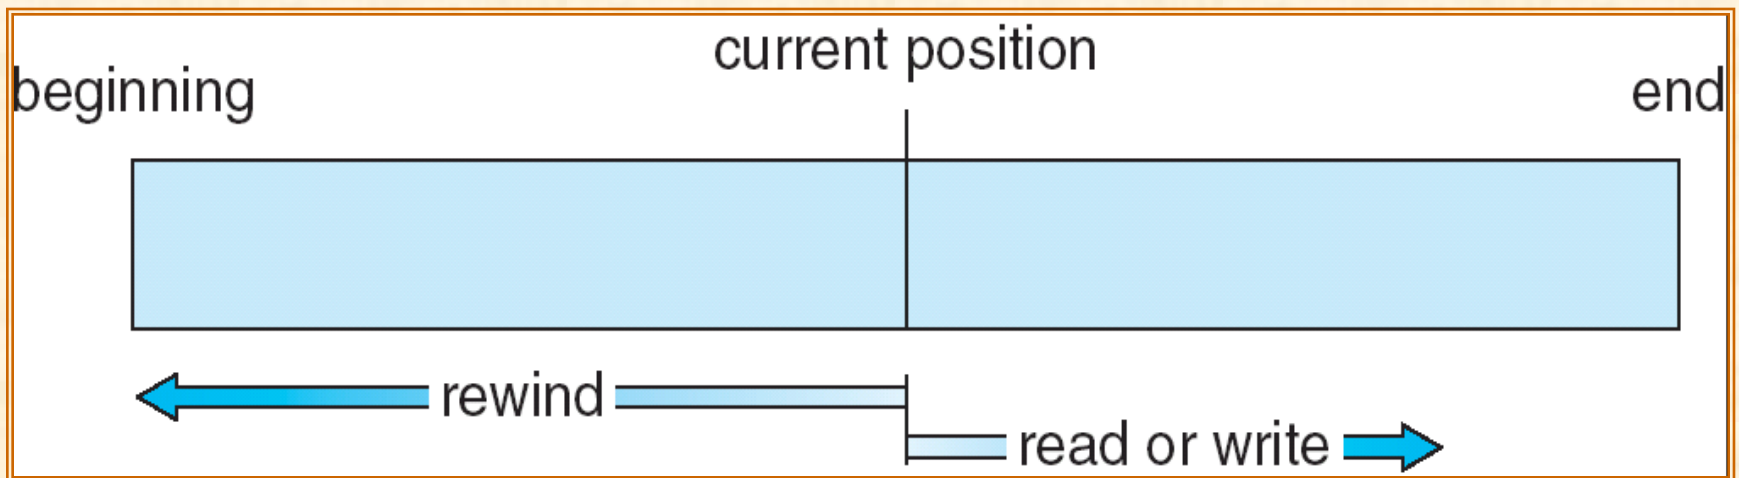 current position
beginning
end
rewind
read or write